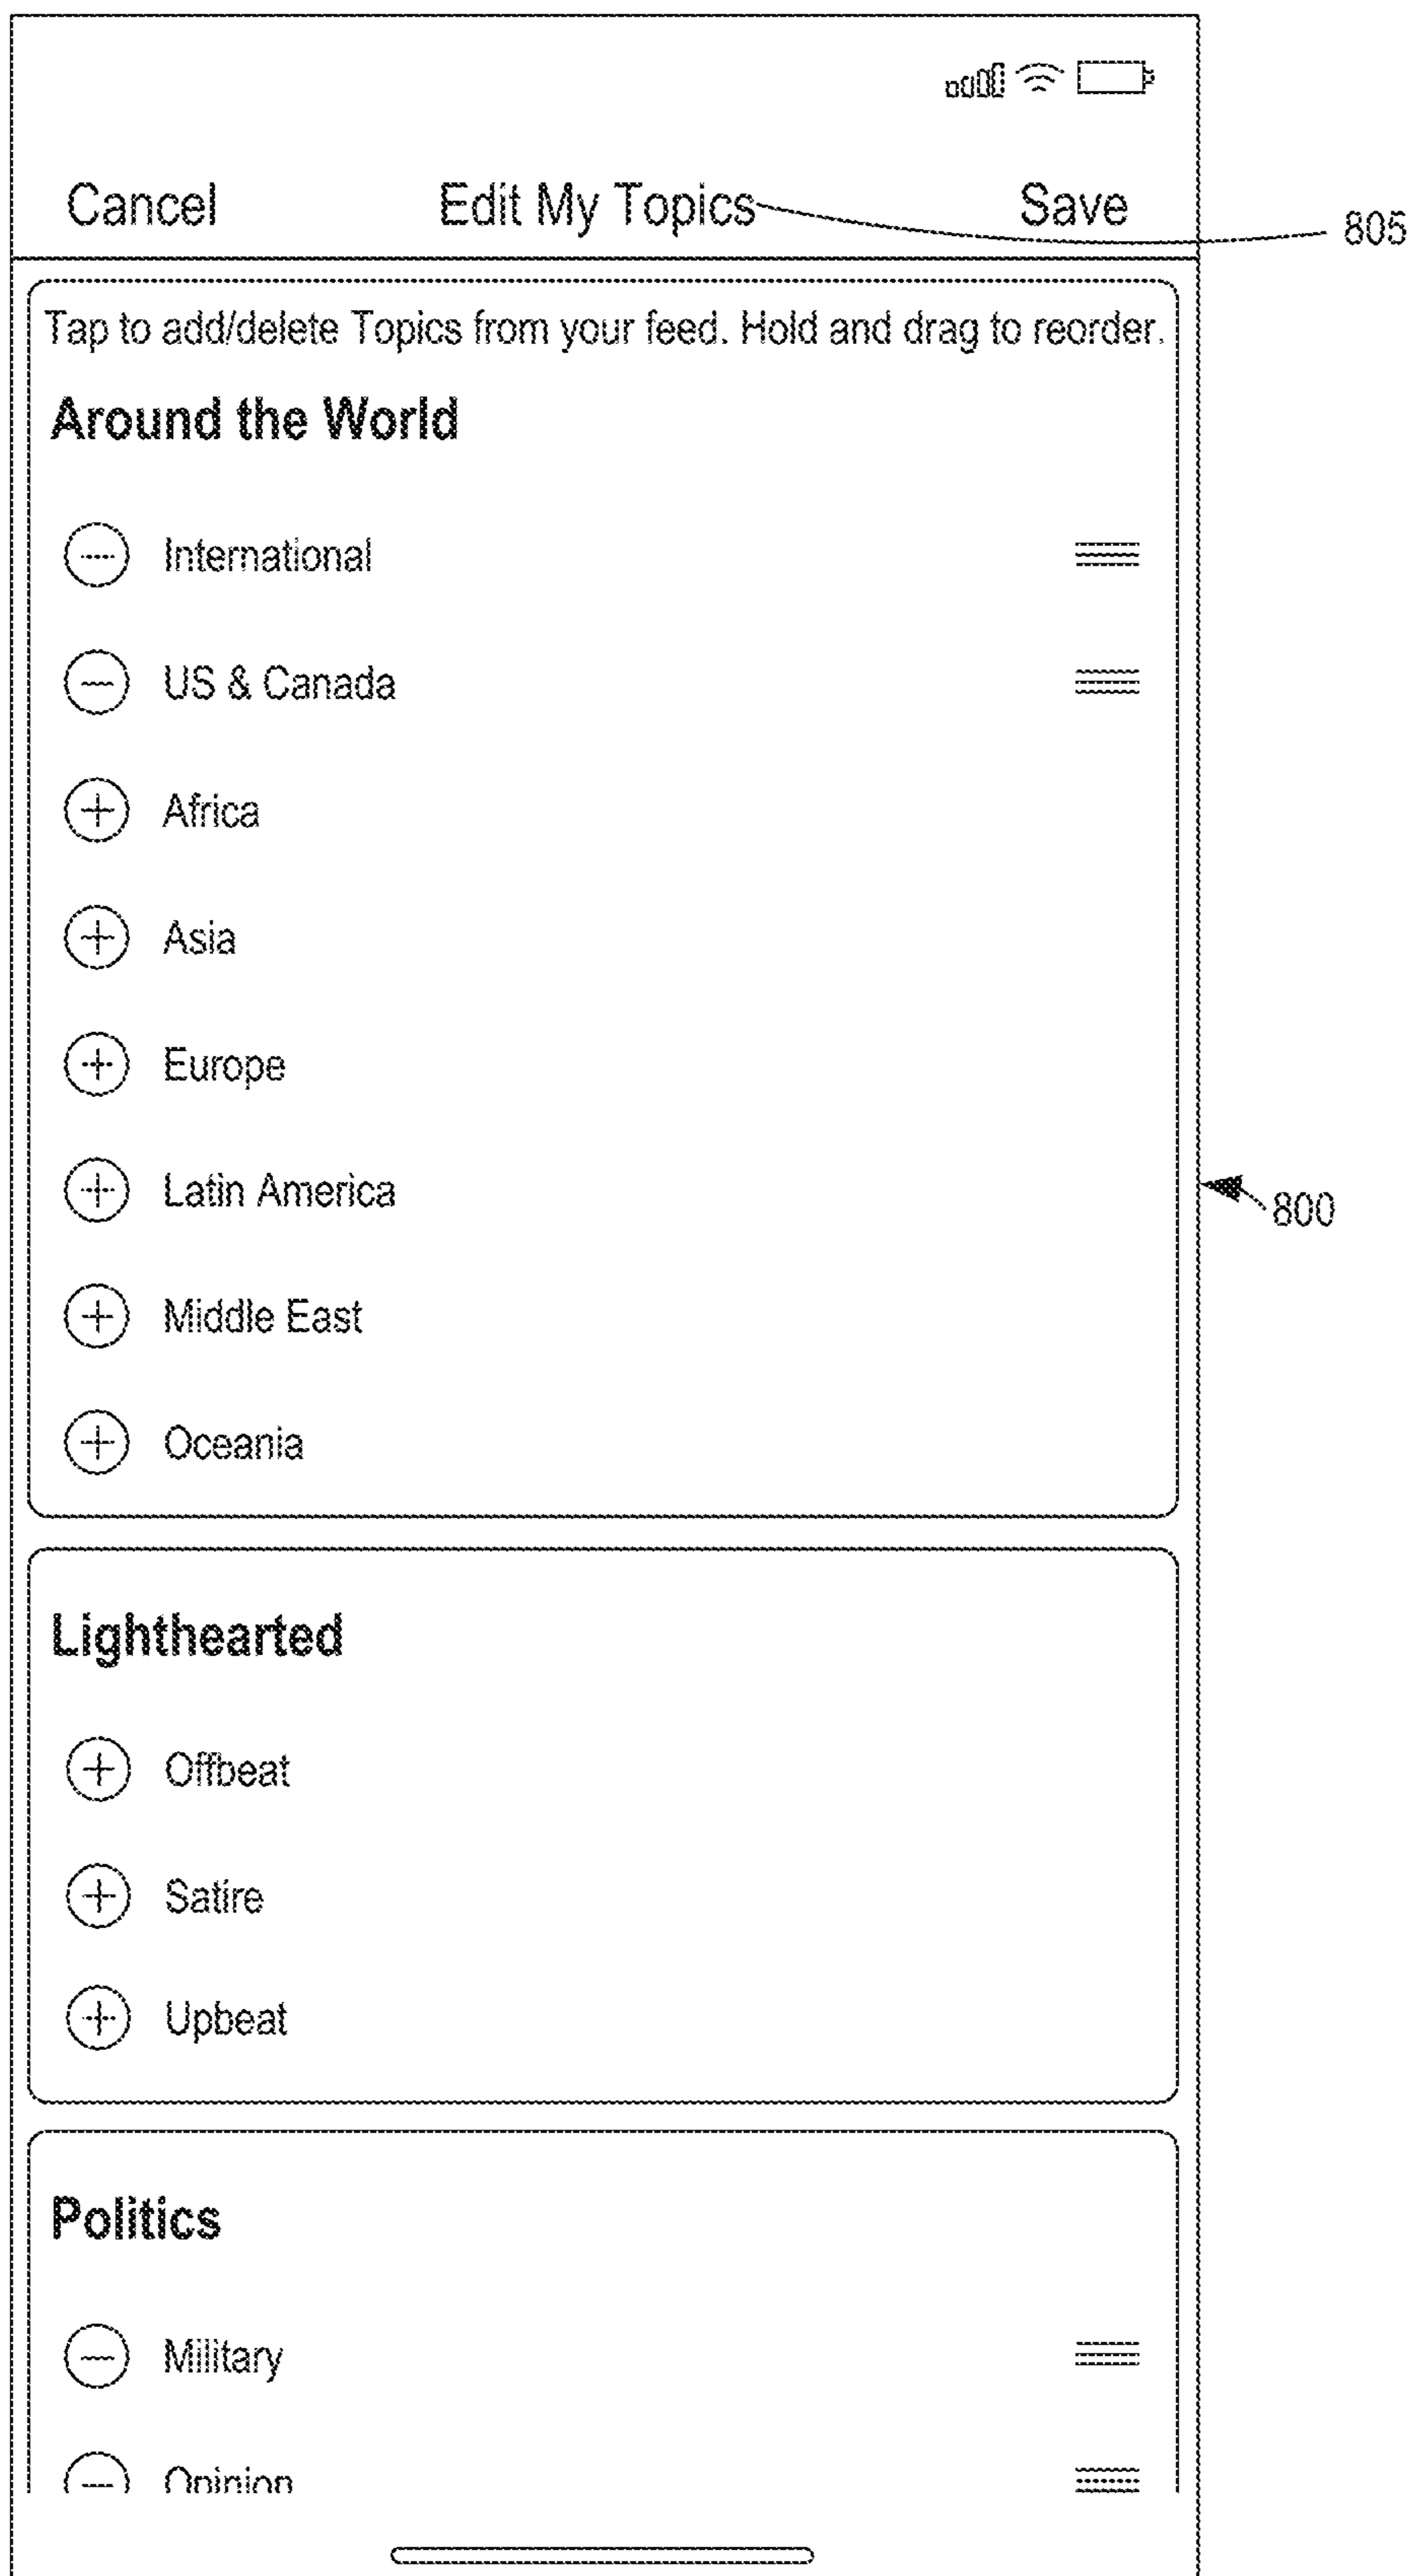 Cancel Edit My Topics Save
805
Tap to add/delete Topics from your feed. Hold and drag to reorder.
Around the World
International
US & Canada
Africa
Asia
Europe
Latin America
800
Middle East
Oceania
Lighthearted
Offbeat
Satire
Upbeat
Politics
Military
Opinion